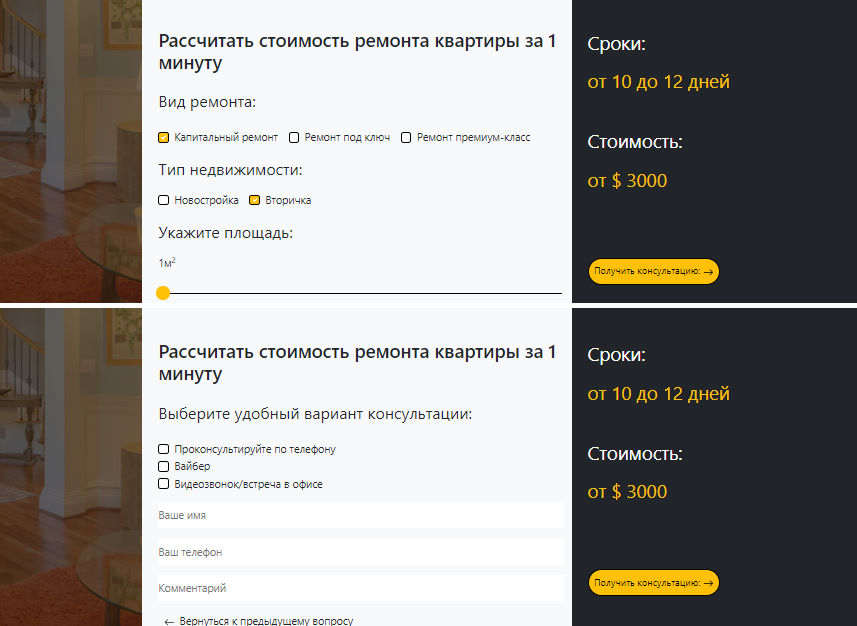 Рассчитать стоимость ремонта квартиры за 1
минуту
Вид ремонта:
Капитальный ремонт Ремонт под ключ Ремонт премиум-класс
Тип недвижимости:
Новостройка Вторичка
Укажите площадь:
1м²
Сроки:
от 10 до 12 дней
Стоимость:
от $ 3000
Получить консультацию: →
Рассчитать стоимость ремонта квартиры за 1
минуту
Выберите удобный вариант консультации:
Проконсультируйте по телефону
Вайбер
Видеозвонок/встреча в офисе
Ваше имя
Ваш телефон
Комментарий
← Вернуться к предыдущему вопросу
Сроки:
от 10 до 12 дней
Стоимость:
от $ 3000
Получить консультацию: →